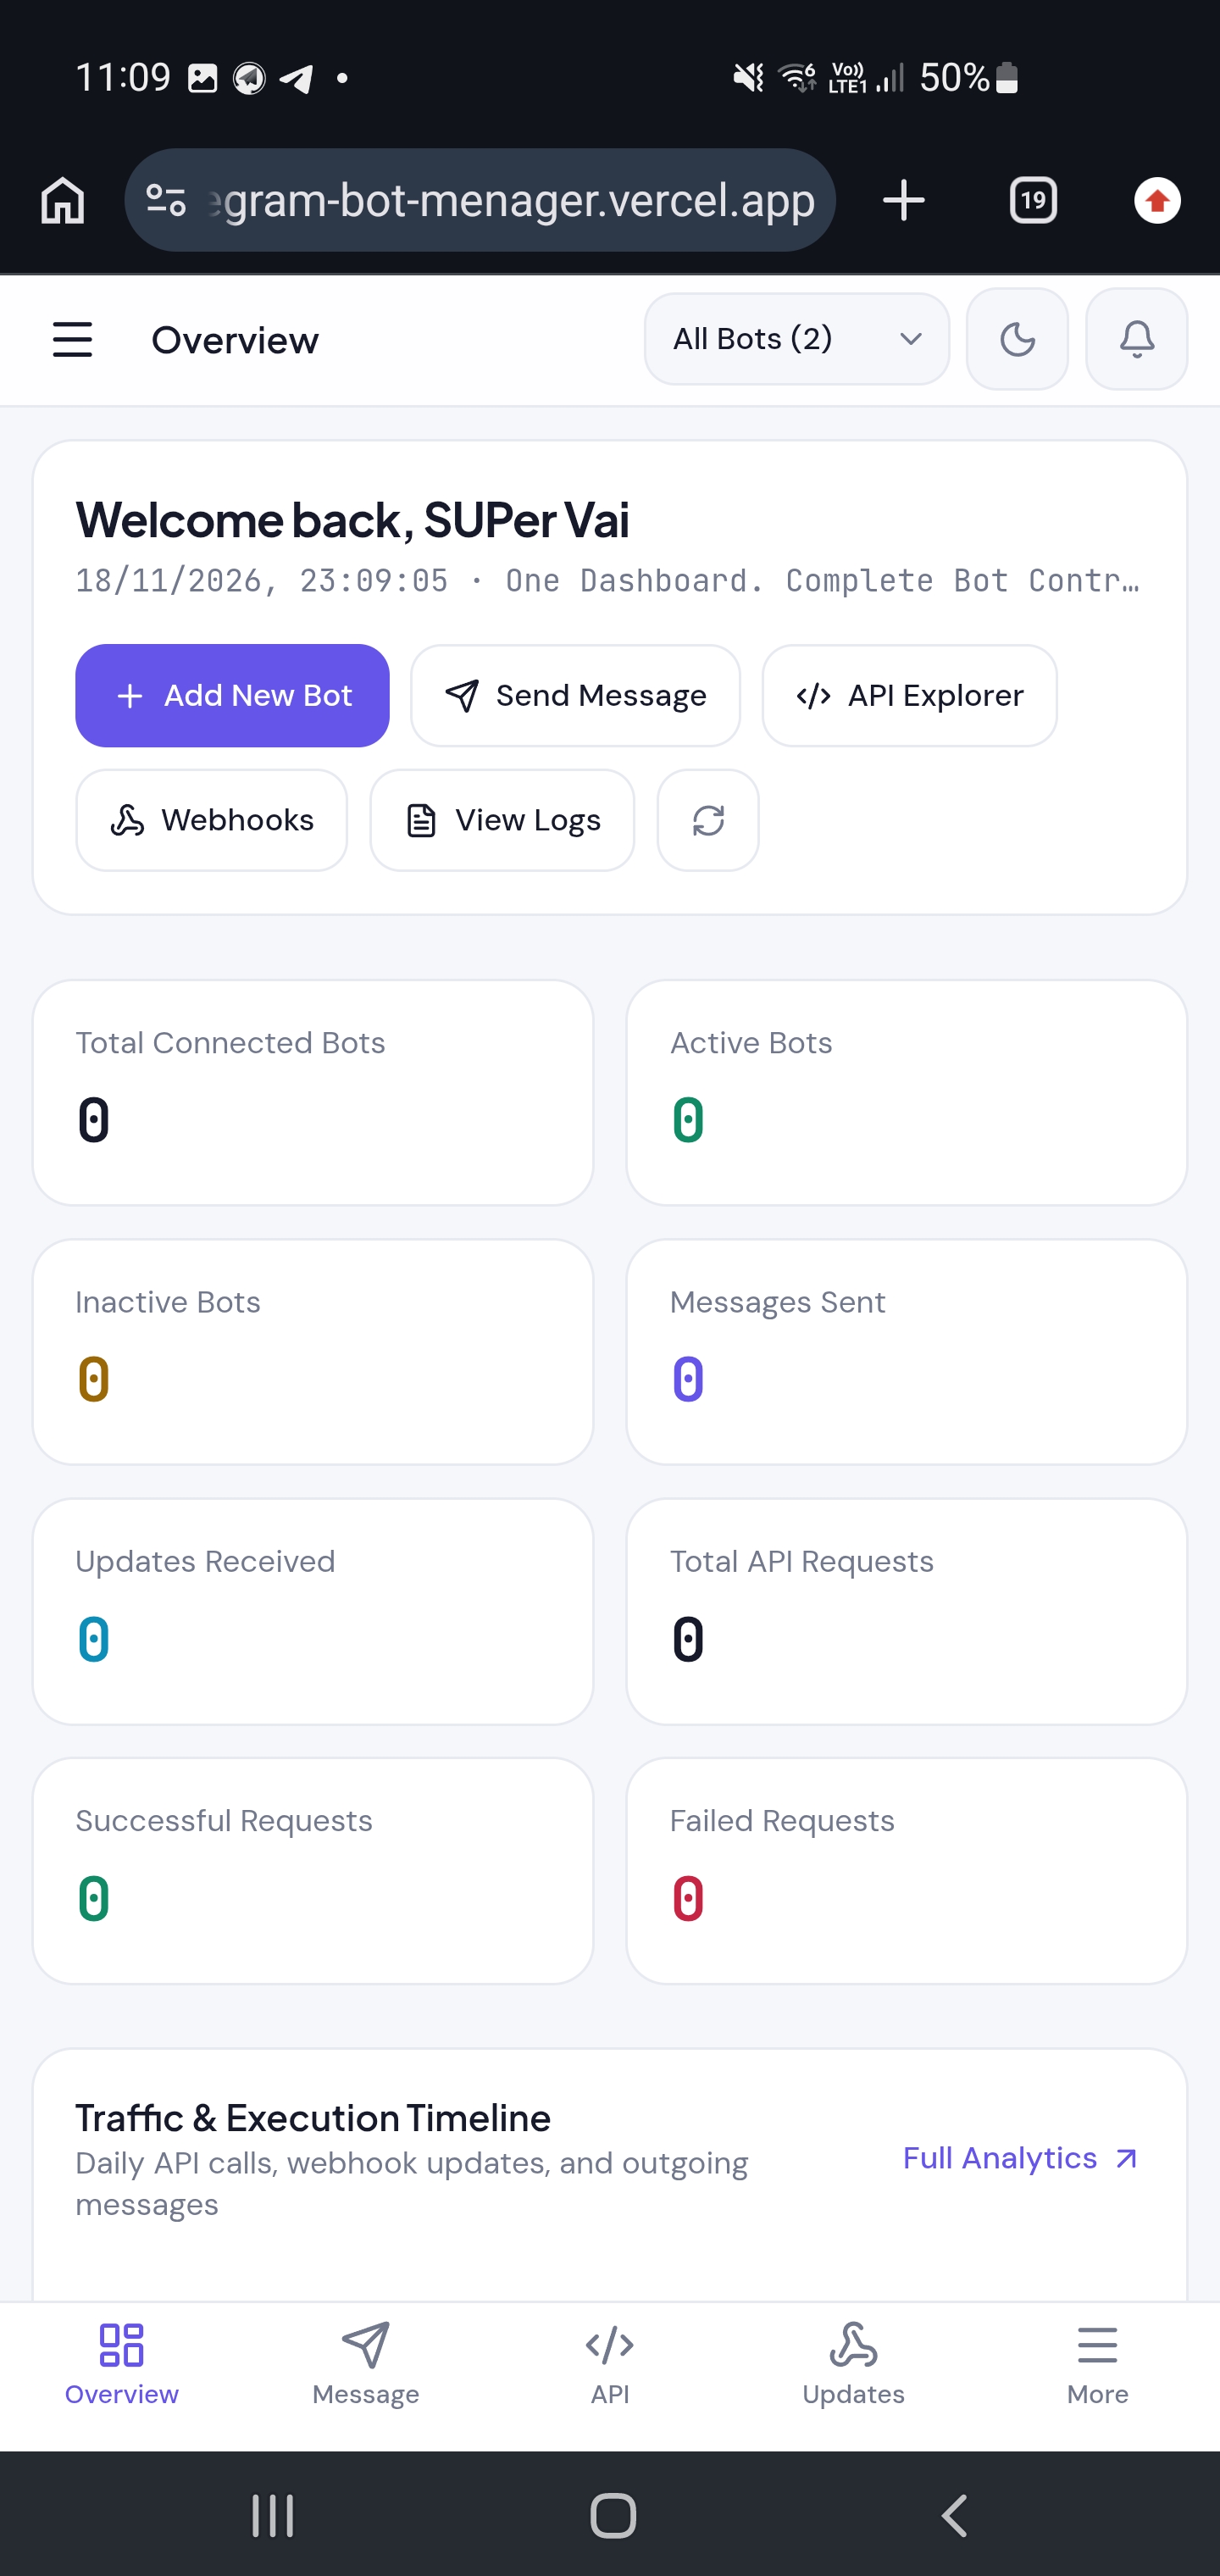 11:09
Vo)) LTE1 50%
egram-bot-menager.vercel.app
19
Overview
All Bots (2)
Welcome back, SUPer Vai
18/11/2026, 23:09:05 · One Dashboard. Complete Bot Contr…
Add New Bot
Send Message
API Explorer
Webhooks
View Logs
Total Connected Bots
0
Active Bots
0
Inactive Bots
0
Messages Sent
0
Updates Received
0
Total API Requests
0
Successful Requests
0
Failed Requests
0
Traffic & Execution Timeline
Daily API calls, webhook updates, and outgoing
messages
Full Analytics
Overview
Message
API
Updates
More